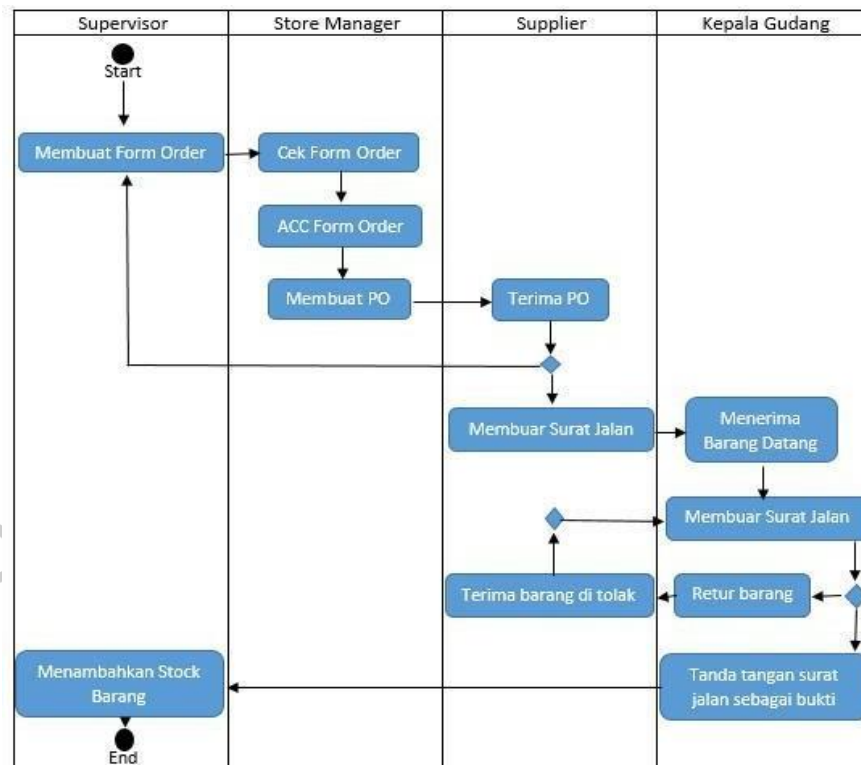 Supervisor
Store Manager
Supplier
Kepala Gudang
Start
Membuat Form Order
Cek Form Order
ACC Form Order
Membuat PO
Terima PO
Membuar Surat Jalan
Menerima
Barang Datang
Membuar Surat Jalan
Terima barang di tolak
Retur barang
Menambahkan Stock
Barang
Tanda tangan surat
jalan sebagai bukti
End